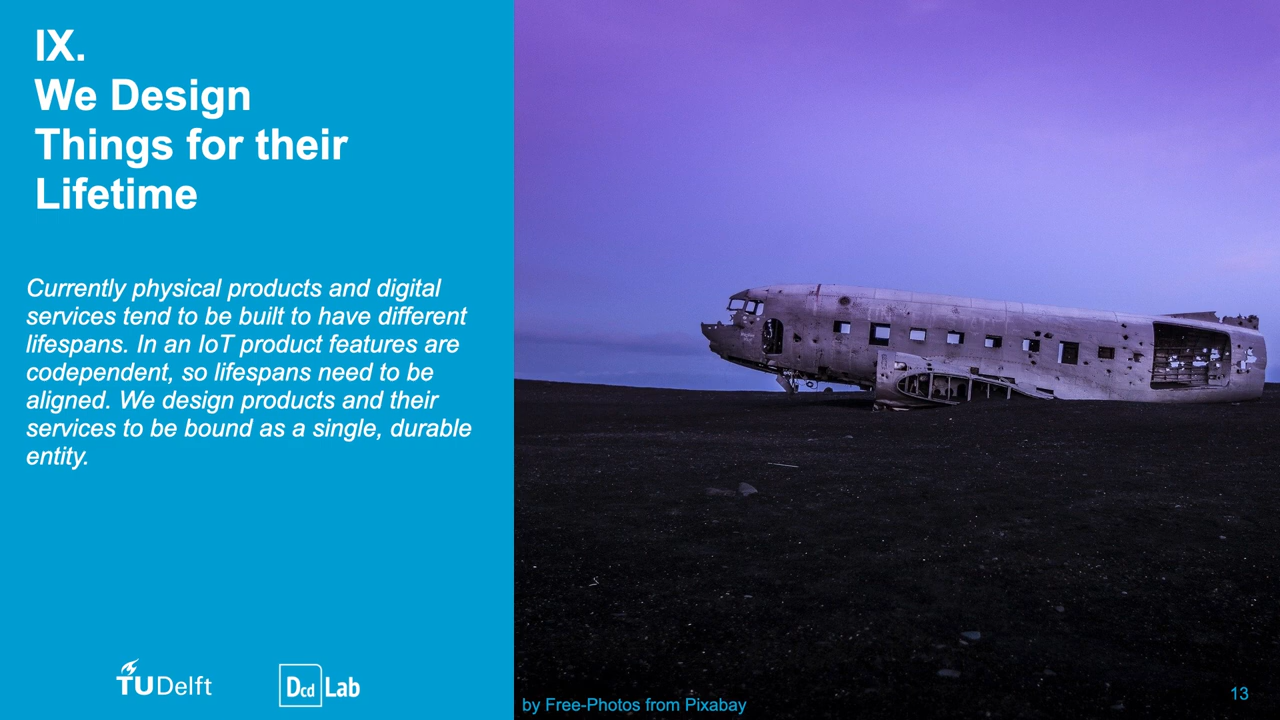 IX.
We Design
Things for their
Lifetime
Currently physical products and digital
services tend to be built to have different
lifespans. In an IoT product features are
codependent, so lifespans need to be
aligned. We design products and their
services to be bound as a single, durable
entity.
TUDelft
Dcd Lab
by Free-Photos from Pixabay
13